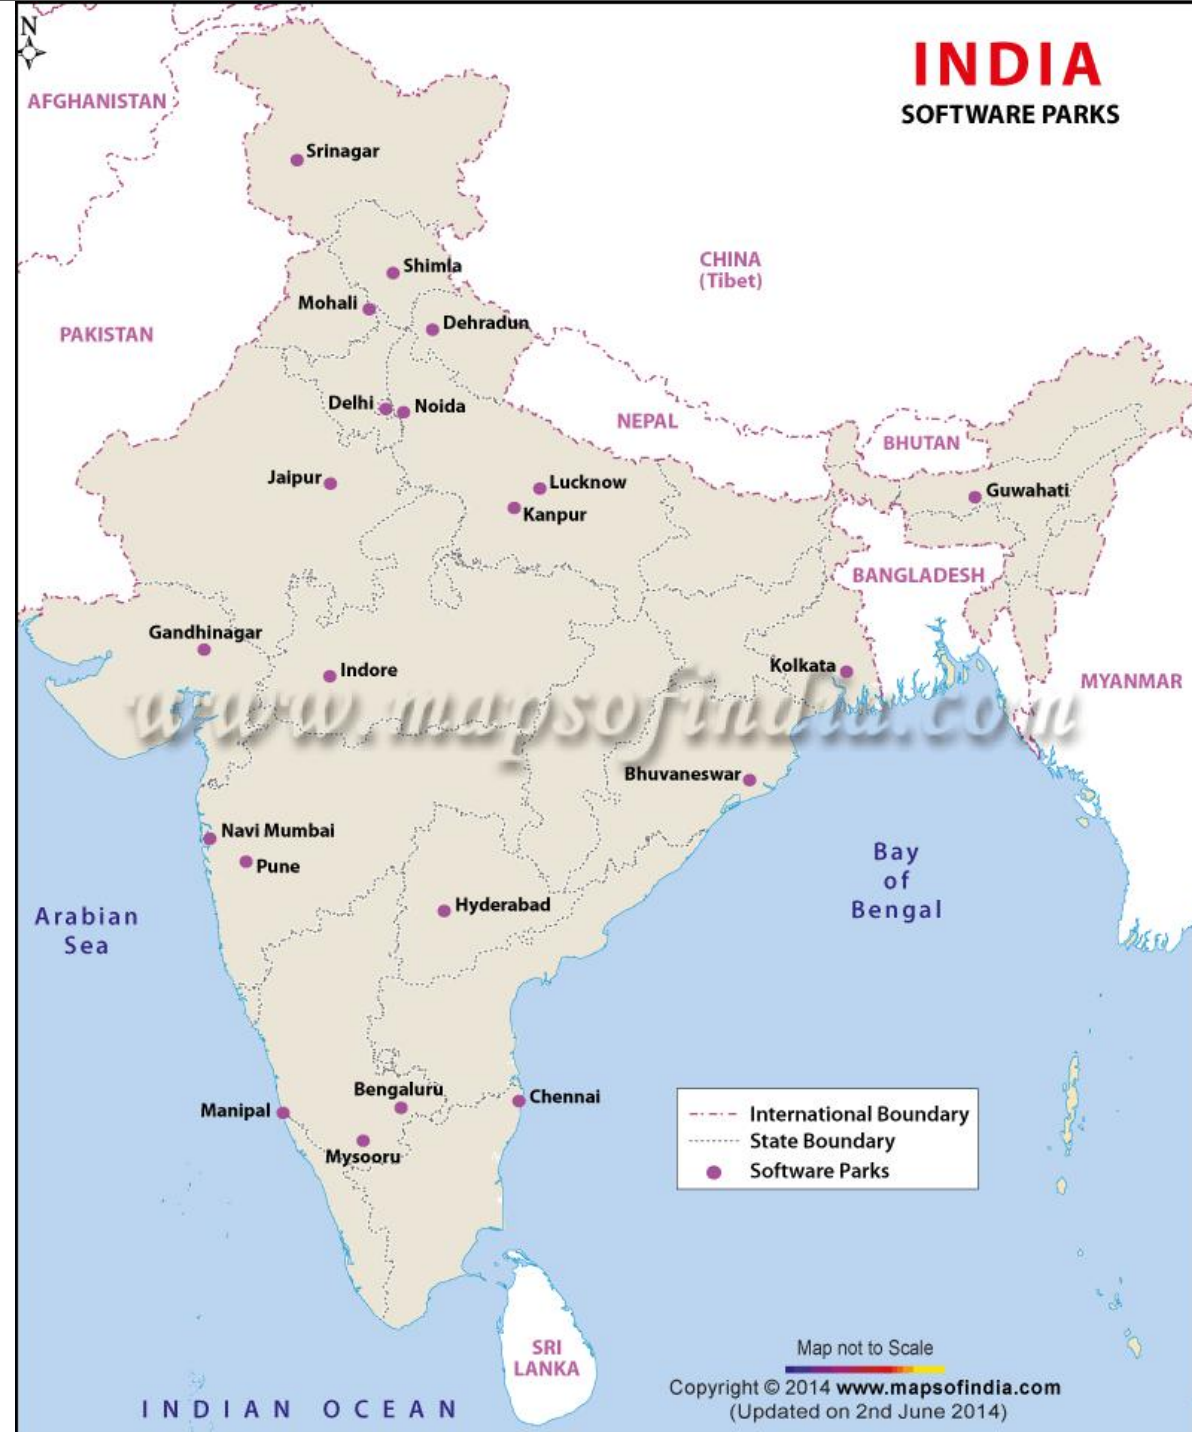 N
INDIA
SOFTWARE PARKS
AFGHANISTAN
Srinagar
CHINA
(Tibet)
Shimla
Mohali
Dehradun
PAKISTAN
Delhi
Noida
NEPAL
BHUTAN
Jaipur
Lucknow
Kanpur
Guwahati
BANGLADESH
Gandhinagar
Indore
Kolkata
MYANMAR
www.mapsofindia.com
Bhuvaneswar
Navi Mumbai
Pune
Bay
of
Bengal
Hyderabad
Arabian
Sea
Bengaluru
Chennai
Manipal
Mysooru
International Boundary
State Boundary
Software Parks
SRI
LANKA
Map not to Scale
Copyright © 2014 www.mapsofindia.com
(Updated on 2nd June 2014)
INDIAN OCEAN